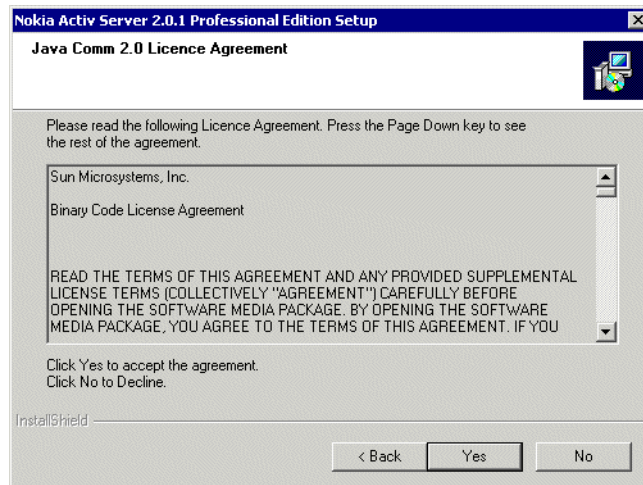 Nokia Activ Server 2.0.1 Professional Edition Setup
Java Comm 2.0 Licence Agreement
Please read the following Licence Agreement. Press the Page Down key to see
the rest of the agreement.
Sun Microsystems, Inc.
Binary Code License Agreement
READ THE TERMS OF THIS AGREEMENT AND ANY PROVIDED SUPPLEMENTAL
LICENSE TERMS (COLLECTIVELY "AGREEMENT") CAREFULLY BEFORE
OPENING THE SOFTWARE MEDIA PACKAGE. BY OPENING THE SOFTWARE
MEDIA PACKAGE, YOU AGREE TO THE TERMS OF THIS AGREEMENT. IF YOU
Click Yes to accept the agreement.
Click No to Decline.
InstallShield
< Back
Yes
No